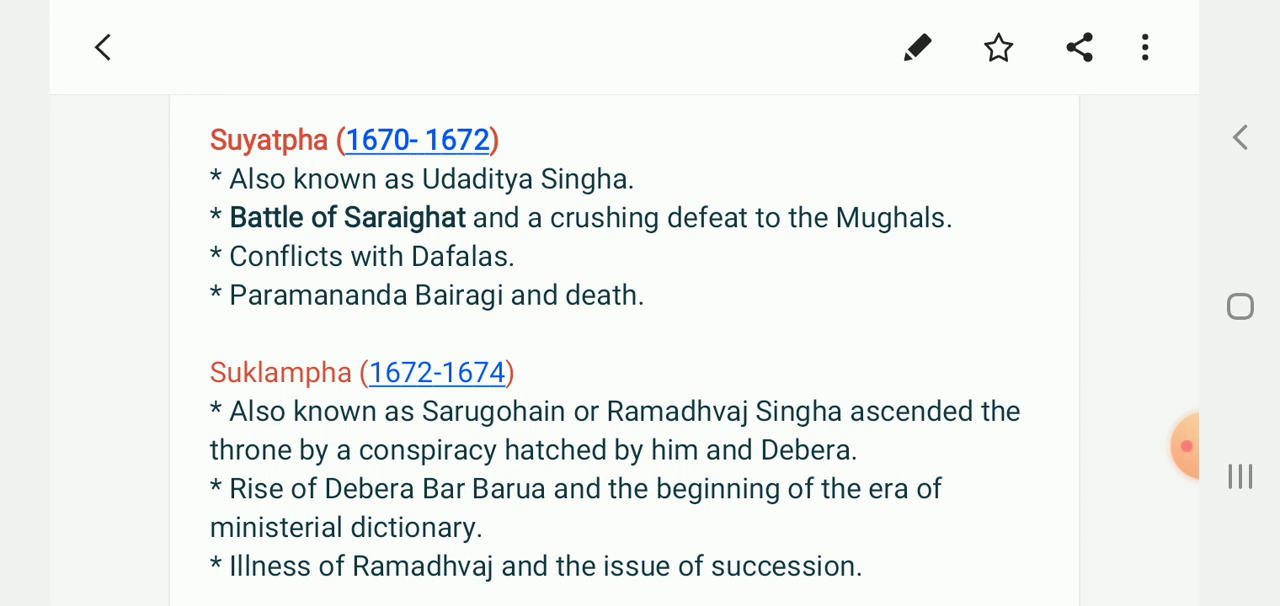 Suyatpha (1670- 1672)
* Also known as Udaditya Singha.
* Battle of Saraighat and a crushing defeat to the Mughals.
* Conflicts with Dafalas.
* Paramananda Bairagi and death.
Suklampha (1672-1674)
* Also known as Sarugohain or Ramadhvaj Singha ascended the
throne by a conspiracy hatched by him and Debera.
* Rise of Debera Bar Barua and the beginning of the era of
ministerial dictionary.
* Illness of Ramadhvaj and the issue of succession.